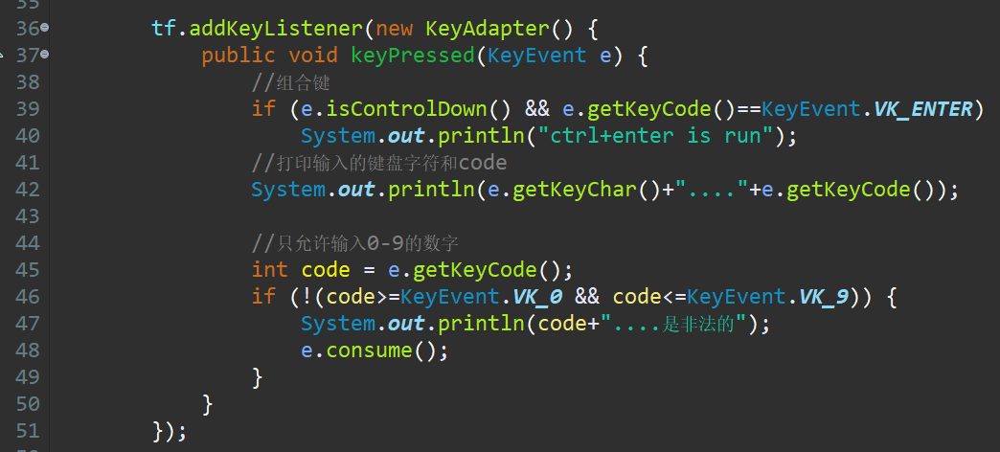 35
36 tf.addKeyListener(new KeyAdapter() {
37 public void keyPressed(KeyEvent e) {
38 //组合键
39 if (e.isControlDown() && e.getKeyCode()==KeyEvent.VK_ENTER)
40 System.out.println("ctrl+enter is run");
41 //打印输入的键盘字符和code
42 System.out.println(e.getKeyChar()+"...."+e.getKeyCode());
43
44 //只允许输入0-9的数字
45 int code = e.getKeyCode();
46 if (!(code>=KeyEvent.VK_0 && code<=KeyEvent.VK_9)) {
47 System.out.println(code+"....是非法的");
48 e.consume();
49 }
50 }
51 });